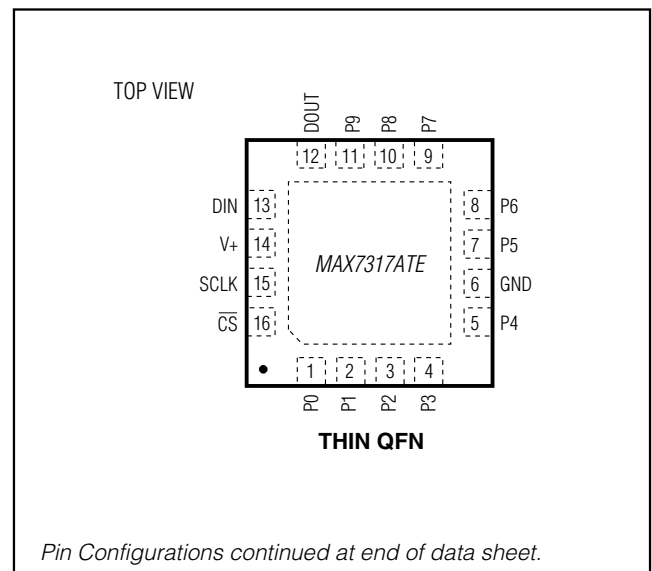 TOP VIEW
DOUT P9 P8 P7
12 11 10 9
DIN 13 8 P6
V+ 14 7 P5
MAX7317ATE
SCLK 15 6 GND
CS 16 5 P4
1 2 3 4
P0 P1 P2 P3
THIN QFN
Pin Configurations continued at end of data sheet.